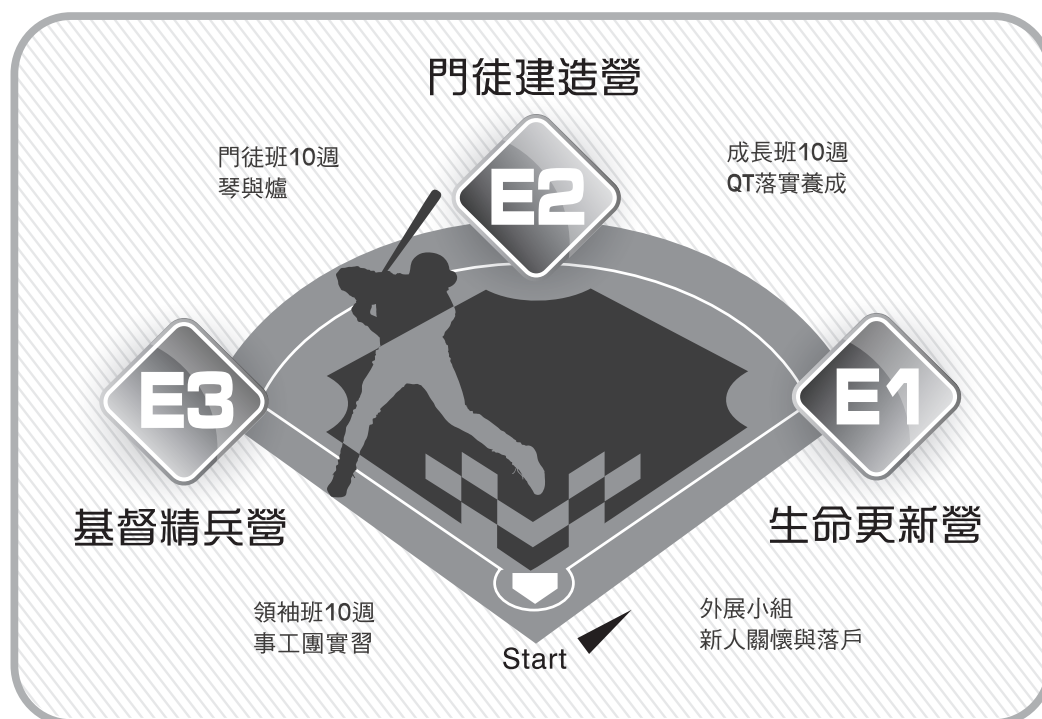 門徒建造營
門徒班10週
琴與爐
成長班10週
QT落實養成
E2
E3
E1
基督精兵營
生命更新營
領袖班10週
事工團實習
外展小組
新人關懷與落戶
Start